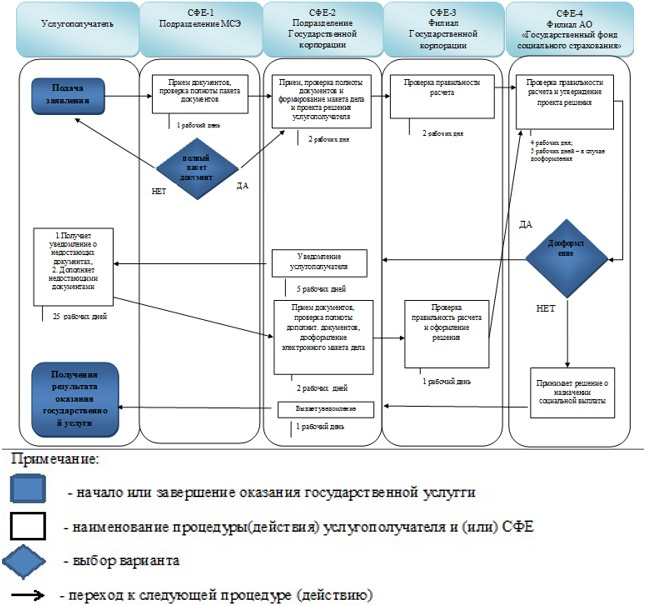 Услугополучатель
СФЕ-1
Подразделение МСЭ
СФЕ-2
Подразделение
Государственной
корпорации
СФЕ-3
Филиал
Государственной
корпорации
СФЕ-4
Филиал АО
«Государственный фонд
социального страхования»
Подача
заявления
Прием документов,
проверка полноты пакета
документов
1 рабочий день
Прием, проверка полноты
документов и
формирование макета дела
и проекта решения
услугополучателя
2 рабочих дня
Проверка правильности
расчета
2 рабочих дня
Проверка правильности
расчета и утверждение
проекта решения
4 рабочих дня;
5 рабочих дней – в случае
дооформления
полный
пакет
документ
НЕТ
ДА
1.Получает
уведомление о
недостающих
документах,
2. Дополняет
недостающими
документами
25 рабочих дней
Уведомление
услугополучателя
5 рабочих дней
ДА
Дооформл
ение
НЕТ
Прием документов,
проверка полноты
дополнит. документов,
дооформление
электронного макета дела
2 рабочих дней
Проверка
правильность расчета
и оформление
решения
1 рабочий день
Получения
результата
оказания
государственно
й услуги
Выдает уведомление
1 рабочий день
Принимает решение о
назначении
социальной выплаты
Примечание:
- начало или завершение оказания государственной услугги
- наименование процедуры(действия) услугополучателя и (или) СФЕ
- выбор варианта
- переход к следующей процедуре (действию)